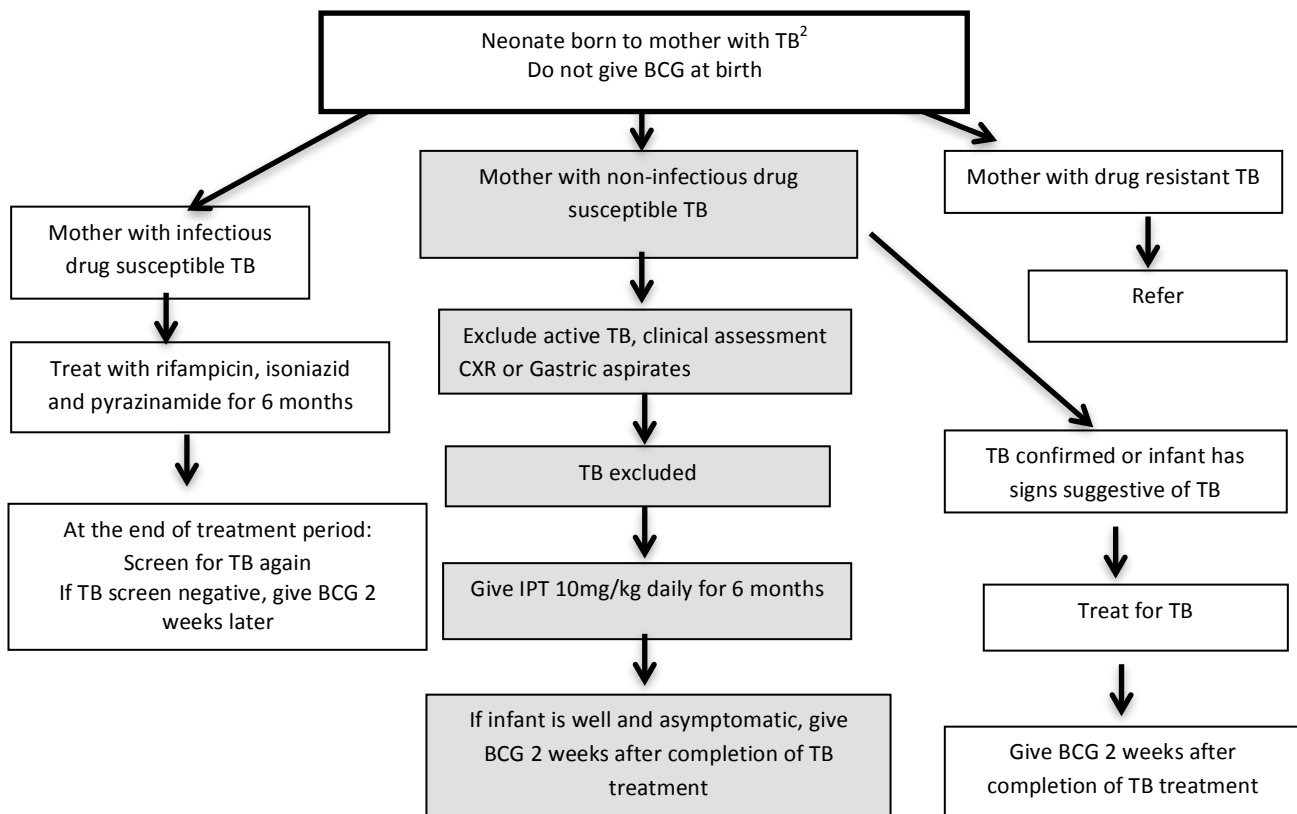 Neonate born to mother with TB²
Do not give BCG at birth
Mother with infectious
drug susceptible TB
Treat with rifampicin, isoniazid
and pyrazinamide for 6 months
At the end of treatment period:
Screen for TB again
If TB screen negative, give BCG 2
weeks later
Mother with non-infectious drug
susceptible TB
Exclude active TB, clinical assessment
CXR or Gastric aspirates
TB excluded
Give IPT 10mg/kg daily for 6 months
If infant is well and asymptomatic, give
BCG 2 weeks after completion of TB
treatment
Mother with drug resistant TB
Refer
TB confirmed or infant has
signs suggestive of TB
Treat for TB
Give BCG 2 weeks after
completion of TB treatment